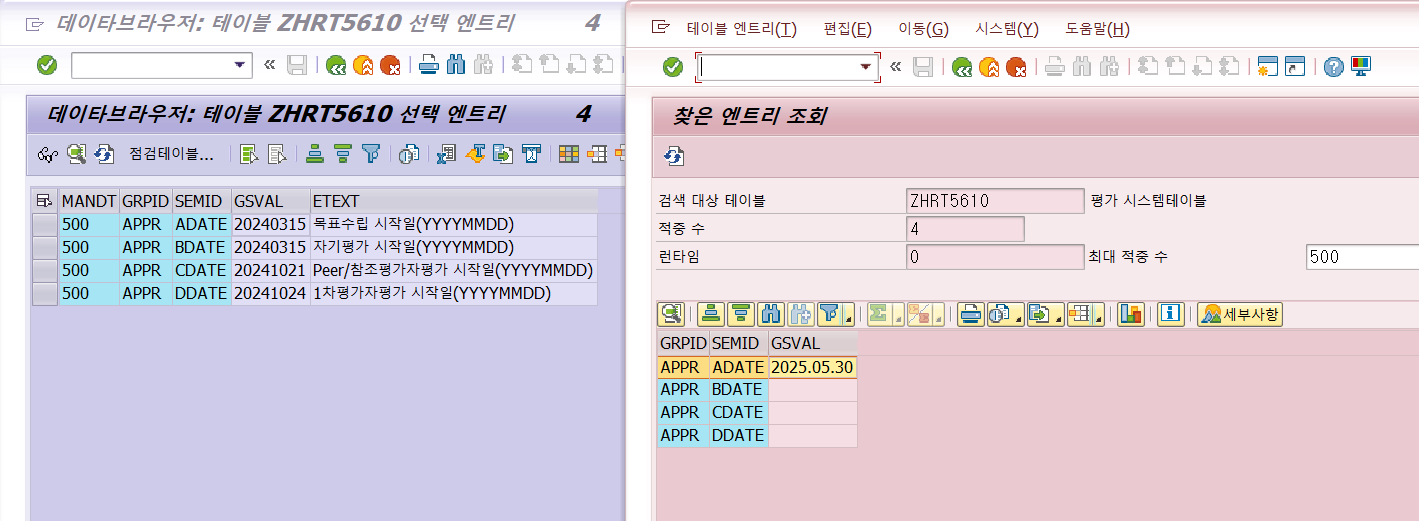 데이타브라우저: 테이블 ZHRT5610 선택 엔트리 4
데이타브라우저: 테이블 ZHRT5610 선택 엔트리 4
점검테이블...
MANDT GRPID SEMID GSVAL ETEXT
500 APPR ADATE 20240315 목표수립 시작일(YYYYMMDD)
500 APPR BDATE 20240315 자기평가 시작일(YYYYMMDD)
500 APPR CDATE 20241021 Peer/참조평가자평가 시작일(YYYYMMDD)
500 APPR DDATE 20241024 1차평가자평가 시작일(YYYYMMDD)
테이블 엔트리(T) 편집(E) 이동(G) 시스템(Y) 도움말(H)
찾은 엔트리 조회
검색 대상 테이블 ZHRT5610 평가 시스템테이블
적중 수 4
런타임 0 최대 적중 수 500
세부사항
GRPID SEMID GSVAL
APPR ADATE 2025.05.30
APPR BDATE
APPR CDATE
APPR DDATE